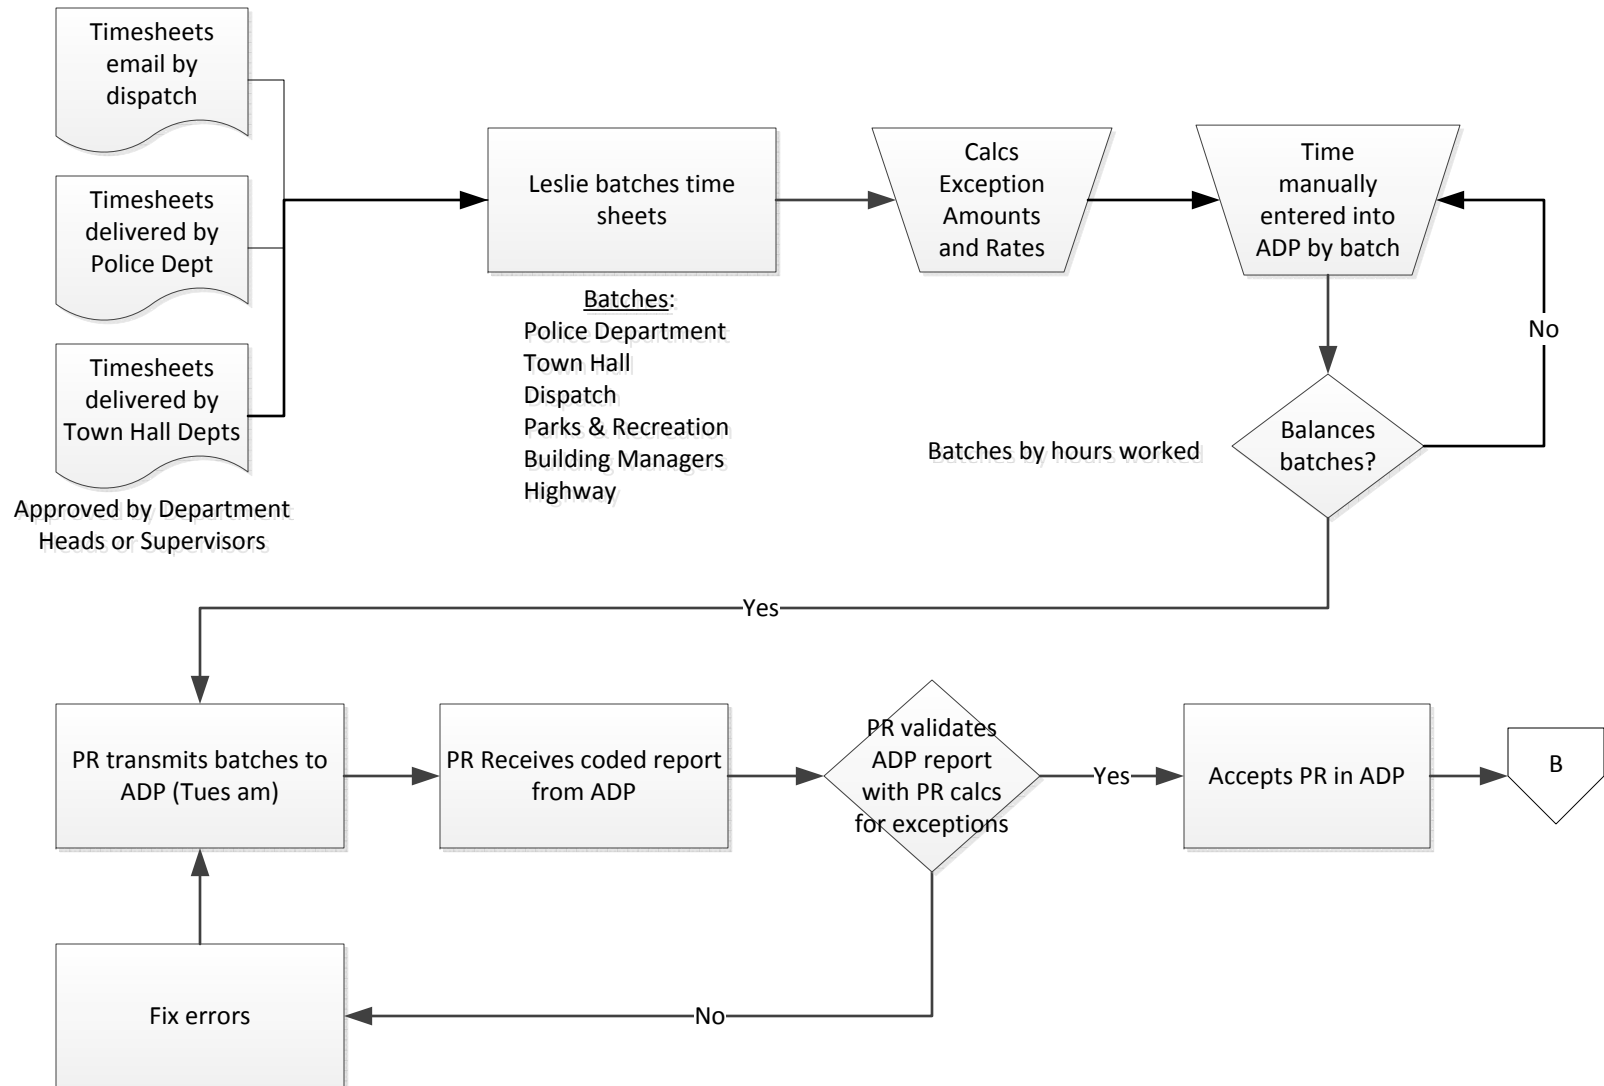 Timesheets
email by
dispatch
Timesheets
delivered by
Police Dept
Timesheets
delivered by
Town Hall Depts
Approved by Department
Heads or Supervisors
Leslie batches time
sheets
Batches:
Police Department
Town Hall
Dispatch
Parks & Recreation
Building Managers
Highway
Calcs
Exception
Amounts
and Rates
Time
manually
entered into
ADP by batch
No
Batches by hours worked
Balances
batches?
Yes
PR transmits batches to
ADP (Tues am)
PR Receives coded report
from ADP
PR validates
ADP report
with PR calcs
for exceptions
Yes
Accepts PR in ADP
B
Fix errors
No